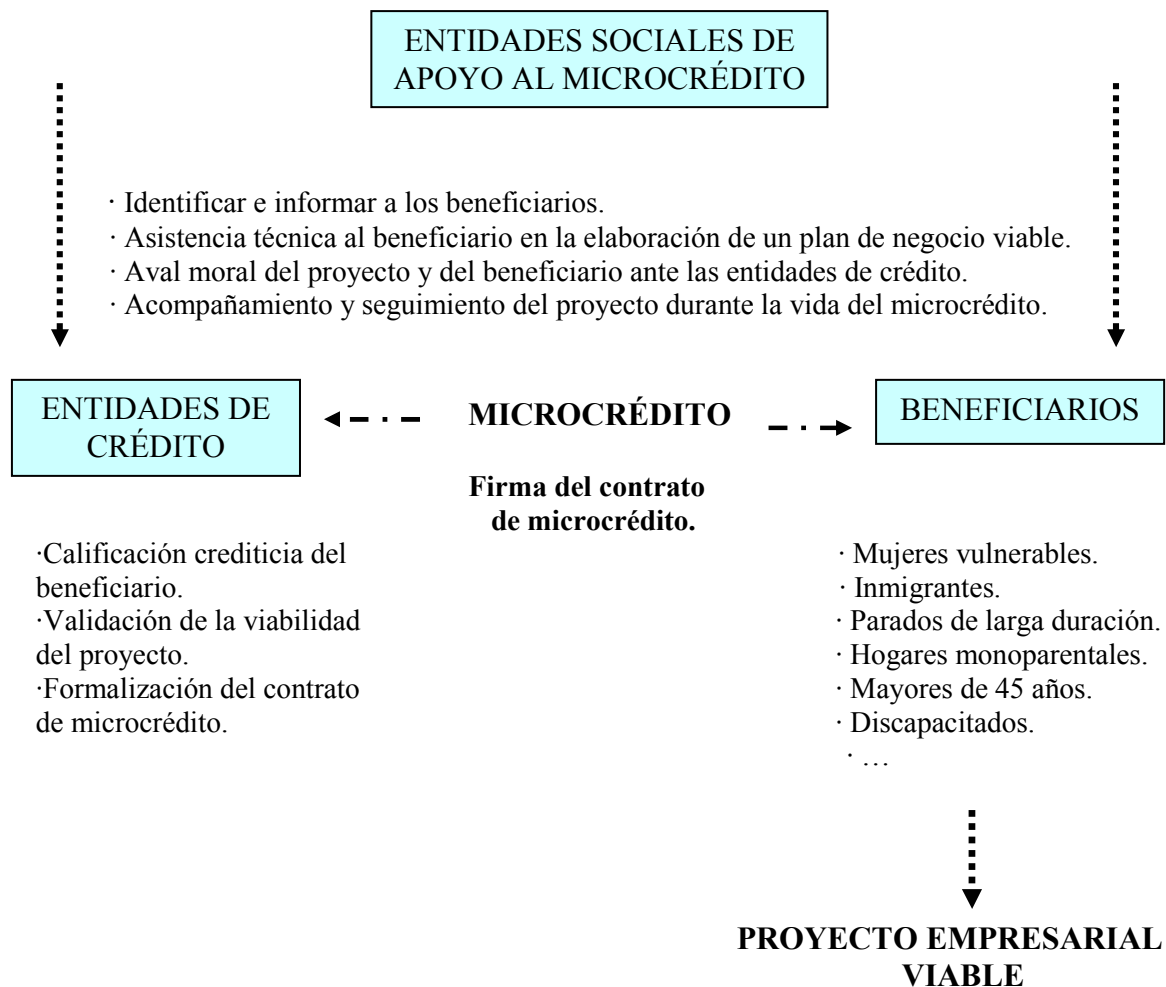 ENTIDADES SOCIALES DE
APOYO AL MICROCRÉDITO
· Identificar e informar a los beneficiarios.
· Asistencia técnica al beneficiario en la elaboración de un plan de negocio viable.
· Aval moral del proyecto y del beneficiario ante las entidades de crédito.
· Acompañamiento y seguimiento del proyecto durante la vida del microcrédito.
ENTIDADES DE
CRÉDITO
MICROCRÉDITO
BENEFICIARIOS
Firma del contrato
de microcrédito.
·Calificación crediticia del
beneficiario.
·Validación de la viabilidad
del proyecto.
·Formalización del contrato
de microcrédito.
· Mujeres vulnerables.
· Inmigrantes.
· Parados de larga duración.
· Hogares monoparentales.
· Mayores de 45 años.
· Discapacitados.
· …
PROYECTO EMPRESARIAL
VIABLE